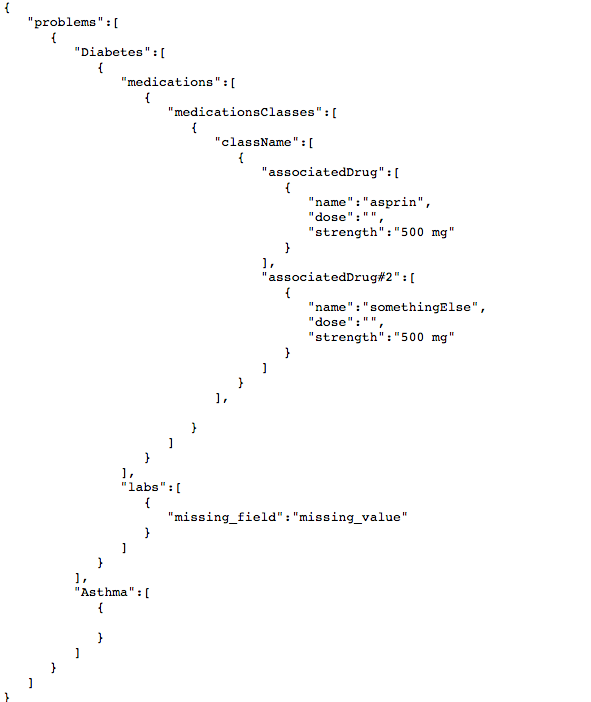 {
   "problems":[
      {
         "Diabetes":[
            {
               "medications":[
                  {
                     "medicationsClasses":[
                        {
                           "className":[
                              {
                                 "associatedDrug":[
                                    {
                                       "name":"asprin",
                                       "dose":"",
                                       "strength":"500 mg"
                                    }
                                 ],
                                 "associatedDrug#2":[
                                    {
                                       "name":"somethingElse",
                                       "dose":"",
                                       "strength":"500 mg"
                                    }
                                 ]
                              }
                           ],

                        }
                     ]
                  }
               ],
               "labs":[
                  {
                     "missing_field":"missing_value"
                  }
               ]
            }
         ],
         "Asthma":[
            {

            }
         ]
      }
   ]
}